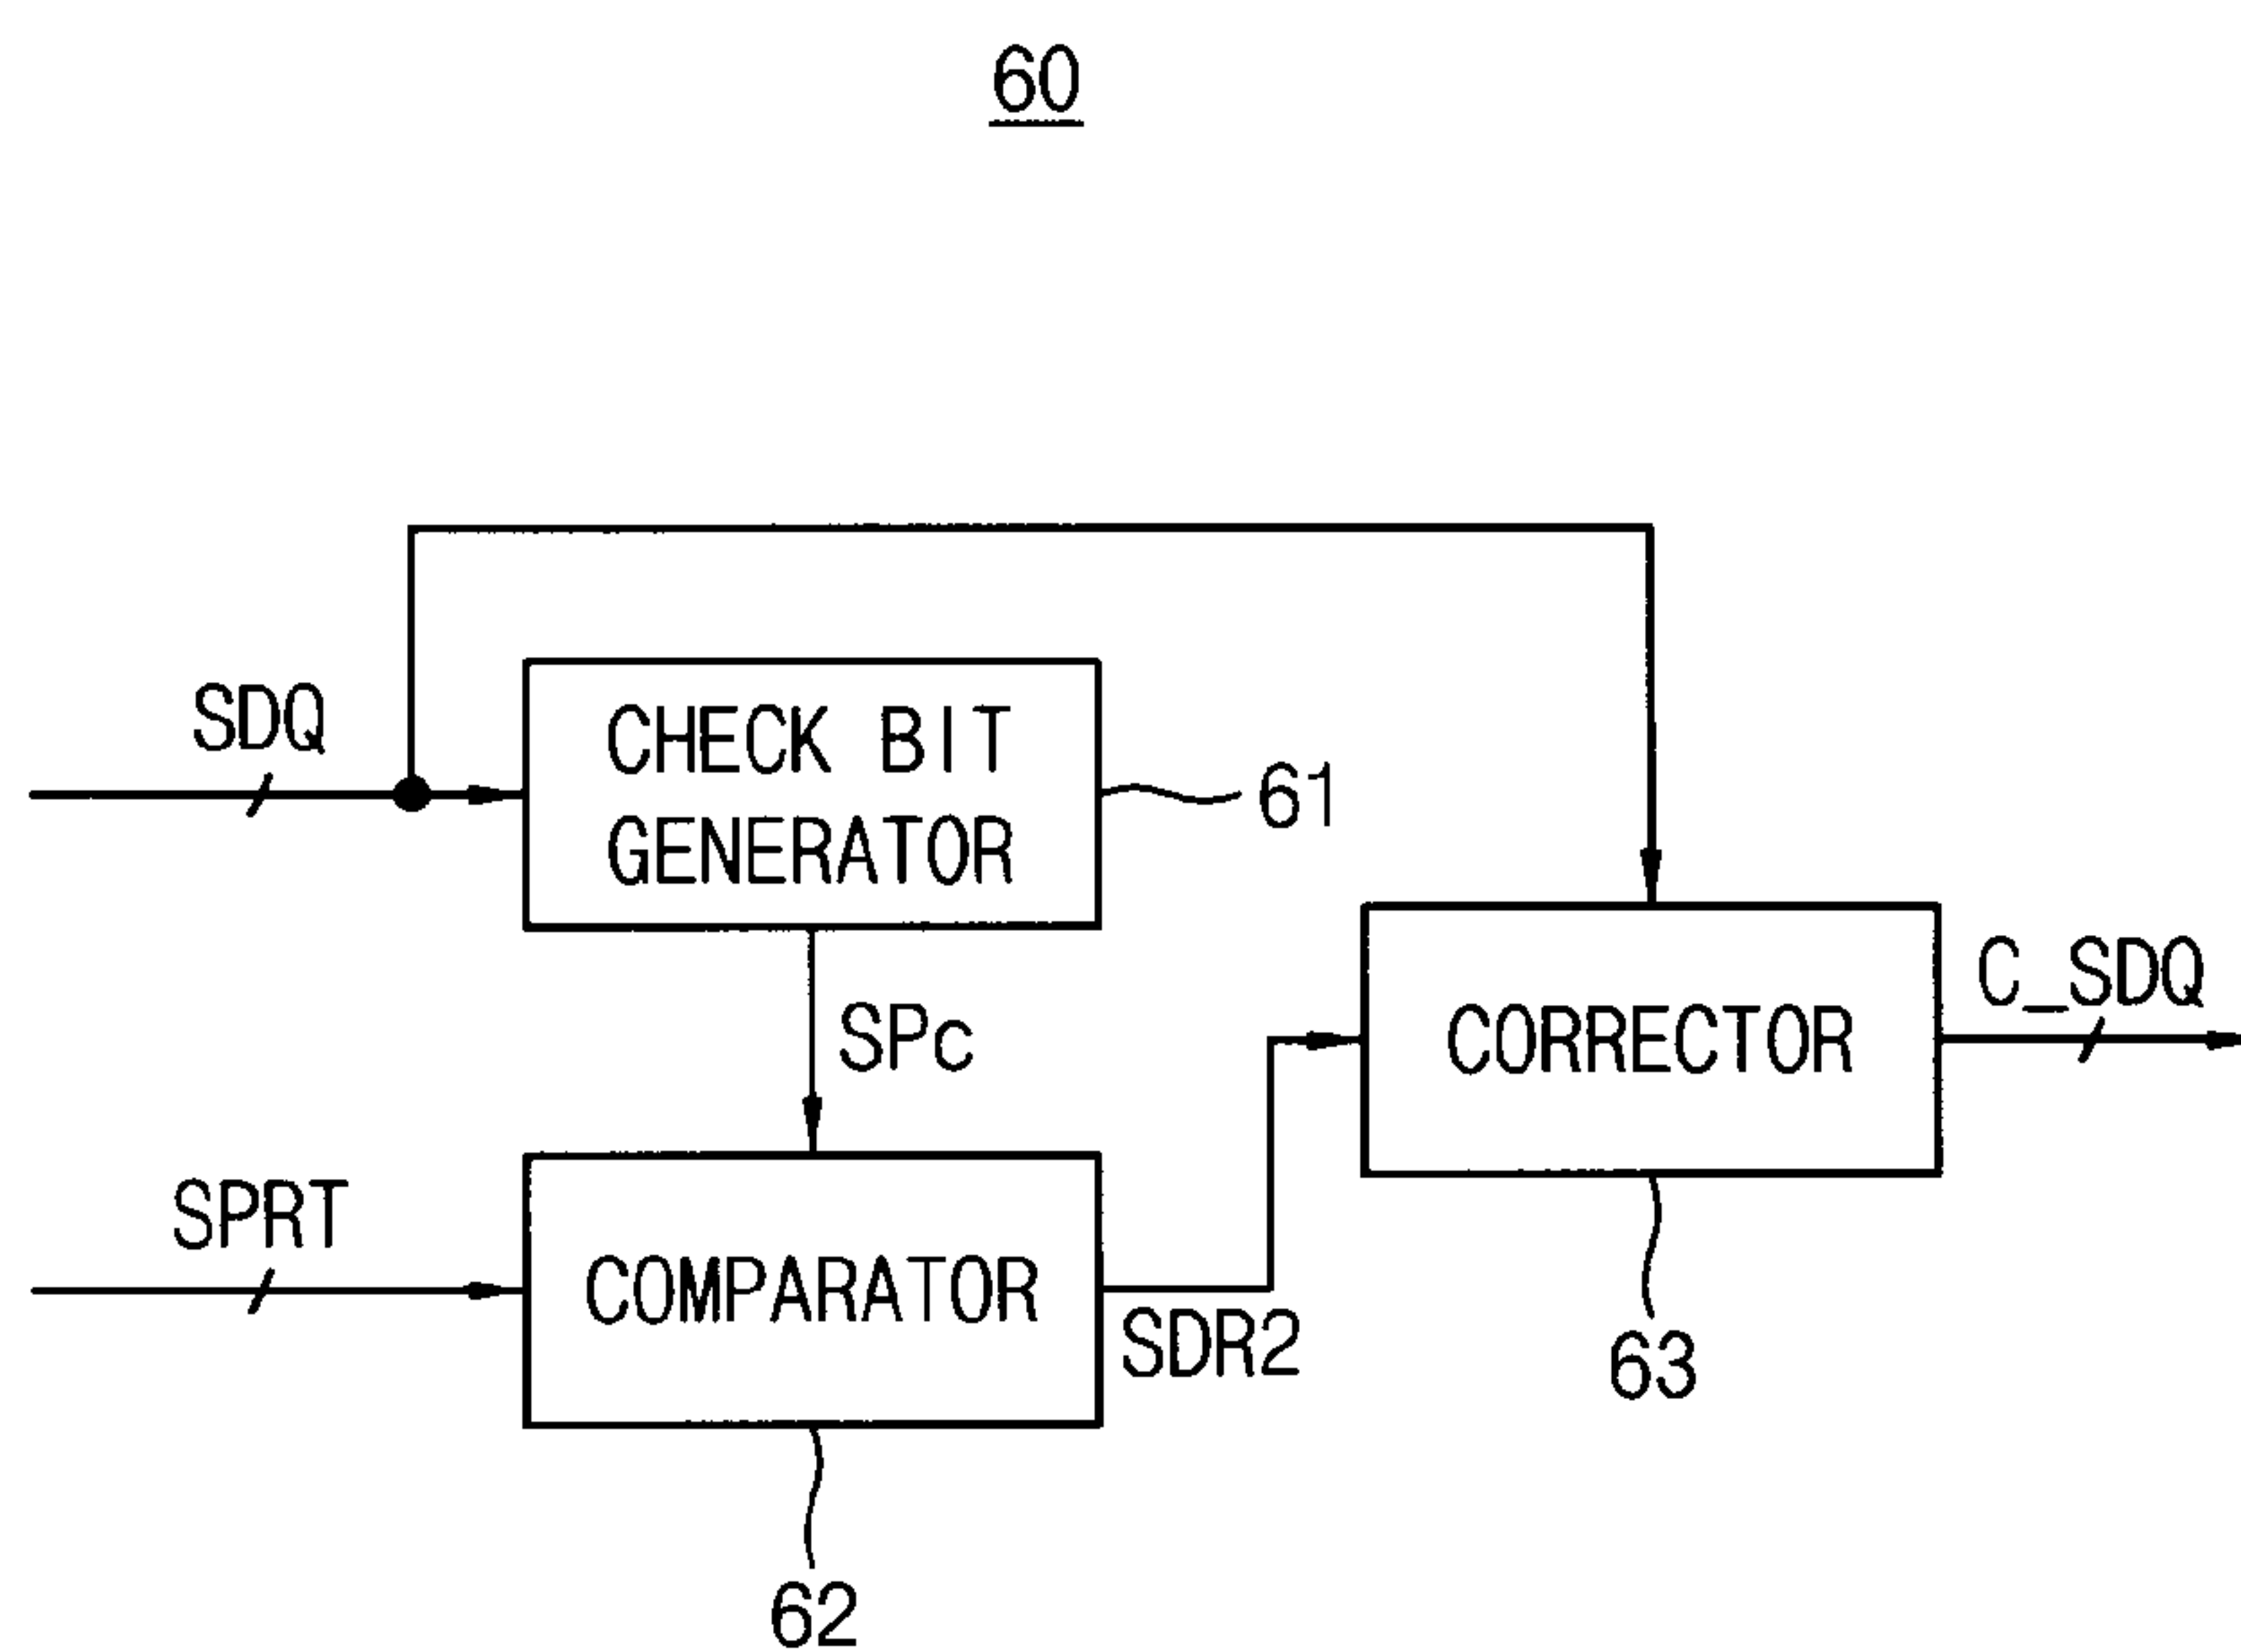 60
SDQ
CHECK BIT
GENERATOR
61
SPc
C_SDQ
CORRECTOR
SPRT
COMPARATOR
SDR2
63
62